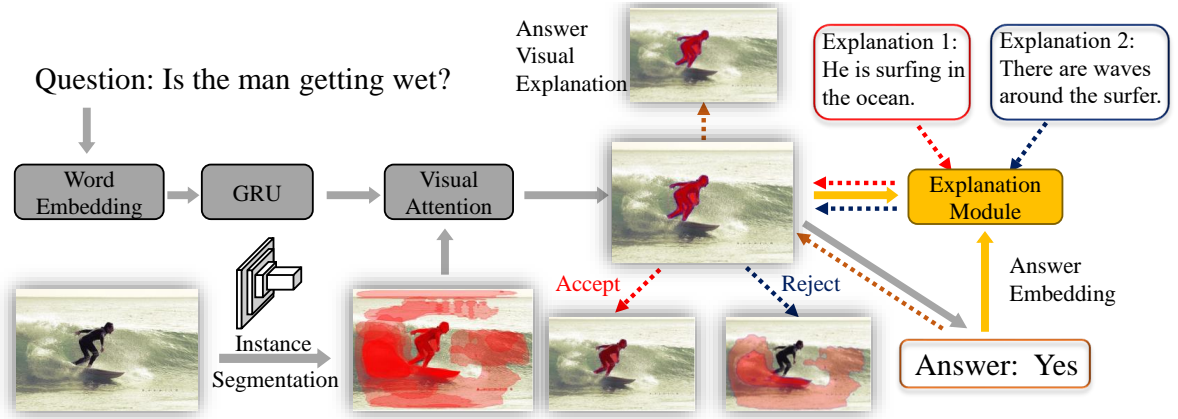 Answer
Visual
Explanation
Explanation 1:
He is surfing in
the ocean.
Explanation 2:
There are waves
around the surfer.
Question: Is the man getting wet?
Word
Embedding
GRU
Visual
Attention
Explanation
Module
Accept
Reject
Answer
Embedding
Instance
Segmentation
Answer: Yes